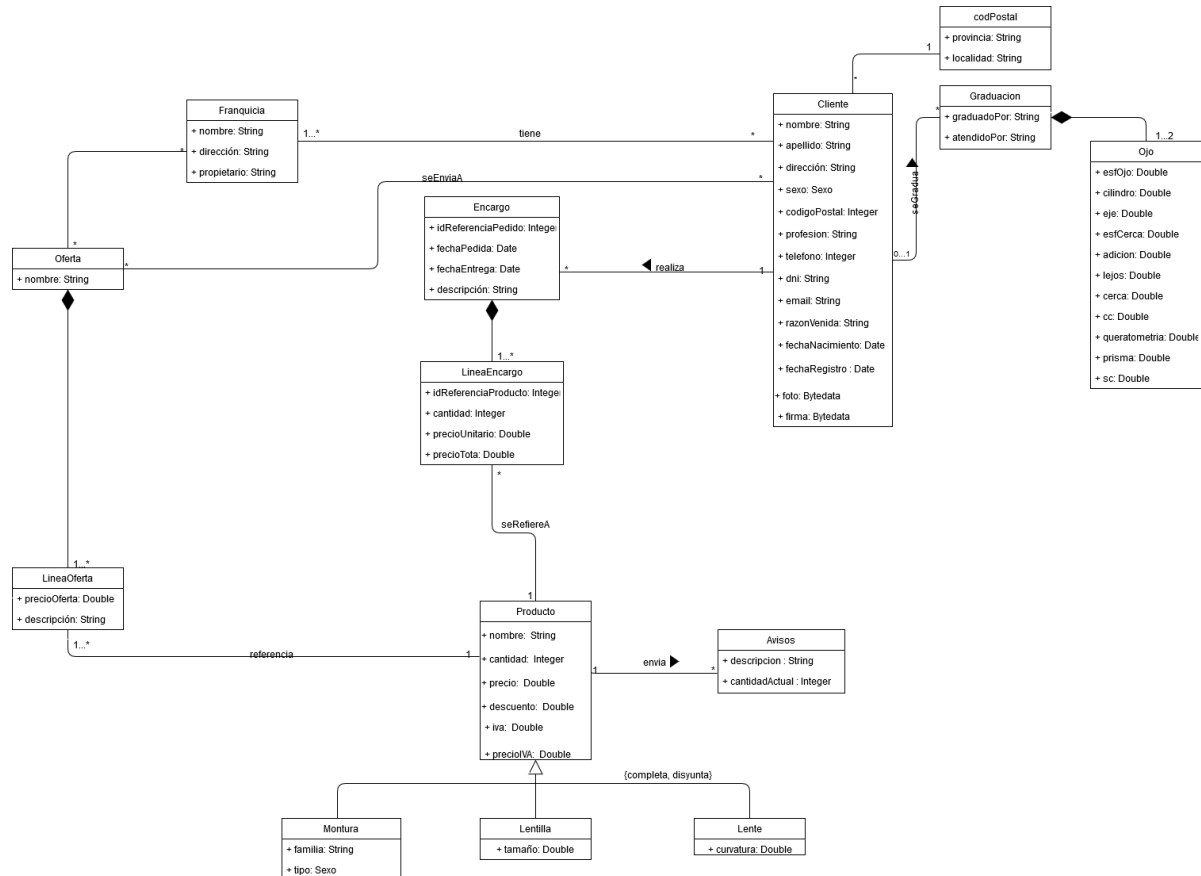 codPostal
+ provincia: String
+ localidad: String
1
*
Graduacion
+ graduadoPor: String
+ atendidoPor: String
*
1...2
Ojo
+ esfOjo: Double
+ cilindro: Double
+ eje: Double
+ esfCerca: Double
+ adicion: Double
+ lejos: Double
+ cerca: Double
+ cc: Double
+ queratometria: Double
+ prisma: Double
+ sc: Double
seGradua
0...1
Cliente
+ nombre: String
+ apellido: String
+ dirección: String
+ sexo: Sexo
+ codigoPostal: Integer
+ profesion: String
+ telefono: Integer
+ dni: String
+ email: String
+ razonVenida: String
+ fechaNacimiento: Date
+ fechaRegistro : Date
+ foto: Bytedata
+ firma: Bytedata
Franquicia
+ nombre: String
+ dirección: String
+ propietario: String
1...*
tiene
*
*
*
seEnviaA
*
*
Oferta
+ nombre: String
Encargo
+ idReferenciaPedido: Integer
+ fechaPedida: Date
+ fechaEntrega: Date
+ descripción: String
*
realiza
1
1...*
LineaEncargo
+ idReferenciaProducto: Integer
+ cantidad: Integer
+ precioUnitario: Double
+ precioTota: Double
*
seRefiereA
1
1...*
LineaOferta
+ precioOferta: Double
+ descripción: String
1...*
referencia
1
Producto
+ nombre: String
+ cantidad: Integer
+ precio: Double
+ descuento: Double
+ iva: Double
+ precioIVA: Double
1
envia
*
Avisos
+ descripcion : String
+ cantidadActual : Integer
{completa, disyunta}
Montura
+ familia: String
+ tipo: Sexo
Lentilla
+ tamaño: Double
Lente
+ curvatura: Double